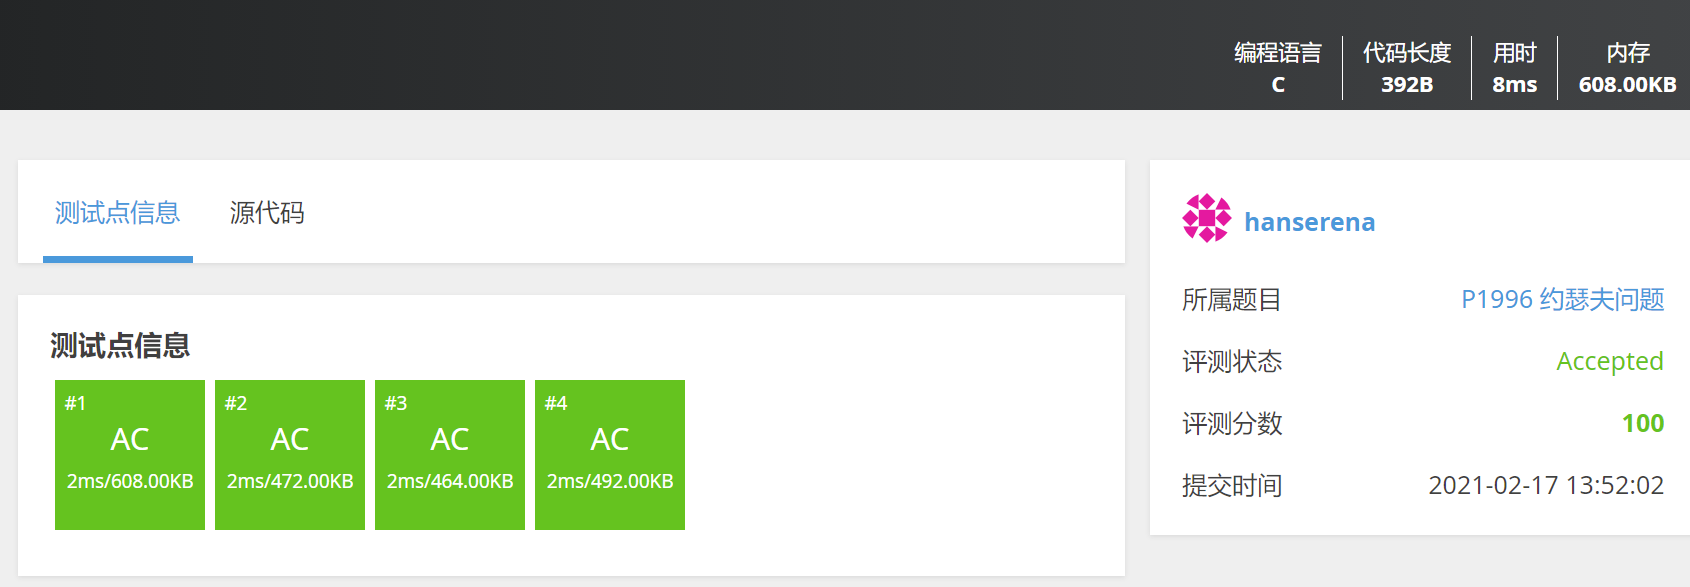 编程语言 代码长度 用时 内存
C 392B 8ms 608.00KB
测试点信息 源代码
测试点信息
#1 #2 #3 #4
AC AC AC AC
2ms/608.00KB 2ms/472.00KB 2ms/464.00KB 2ms/492.00KB
hanserena
所属题目 P1996 约瑟夫问题
评测状态 Accepted
评测分数 100
提交时间 2021-02-17 13:52:02